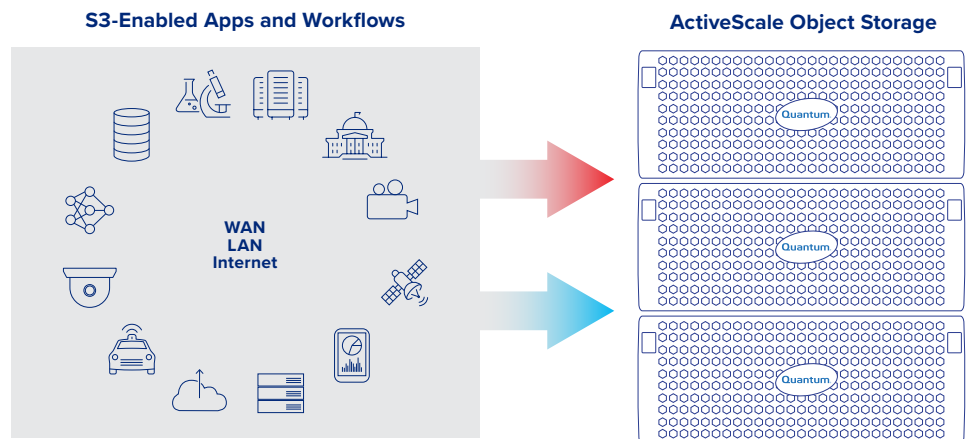 S3-Enabled Apps and Workflows
ActiveScale Object Storage
WAN
LAN
Internet
Quantum
Quantum
Quantum